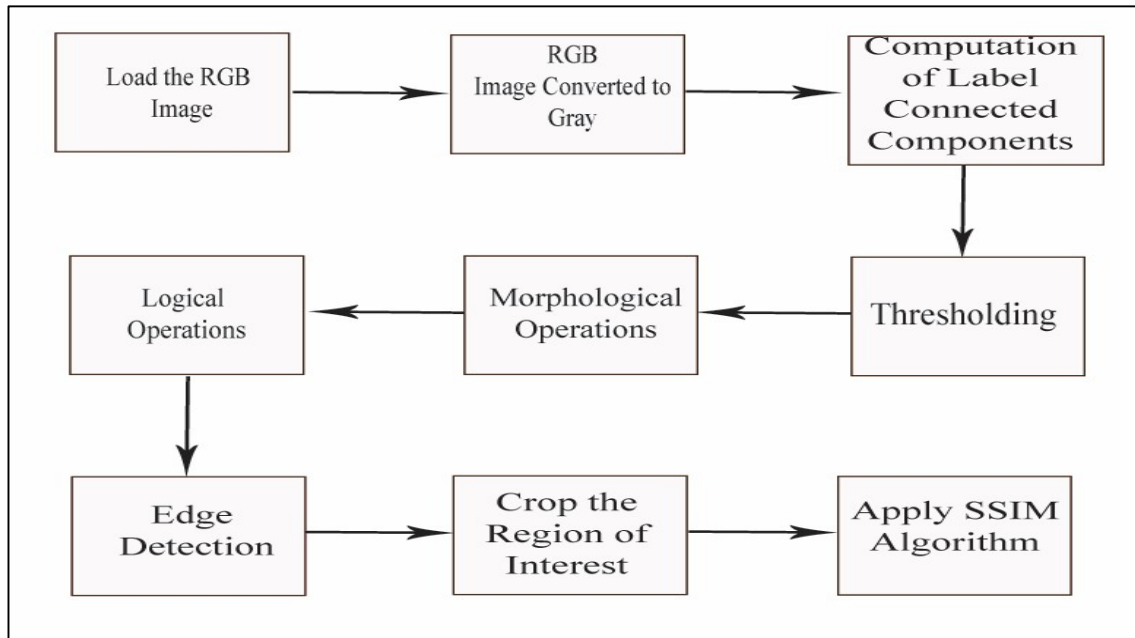 Load the RGB
Image
RGB
Image Converted to
Gray
Computation
of Label
Connected
Components
Thresholding
Morphological
Operations
Logical
Operations
Edge
Detection
Crop the
Region of
Interest
Apply SSIM
Algorithm